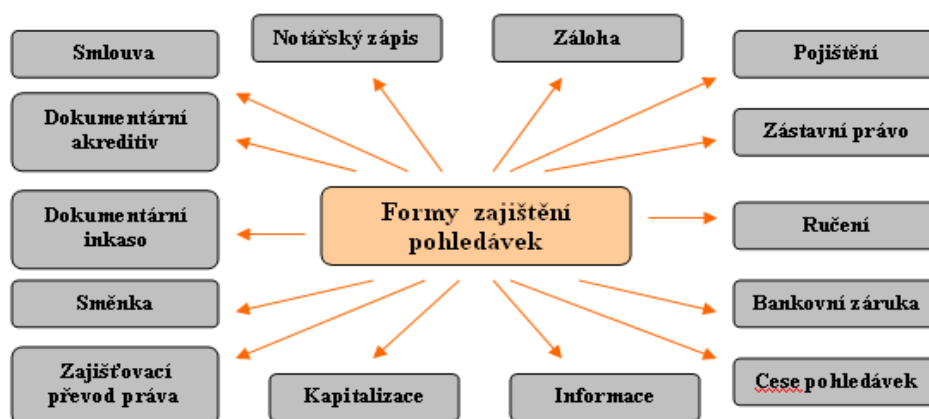 Smlouva
Notářský zápis
Záloha
Pojištění
Dokumentární
akreditiv
Zástavní právo
Formy zajištění
pohledávek
Dokumentární
inkaso
Ručení
Směnka
Bankovní záruka
Zajišťovací
převod práva
Kapitalizace
Informace
Cese pohledávek